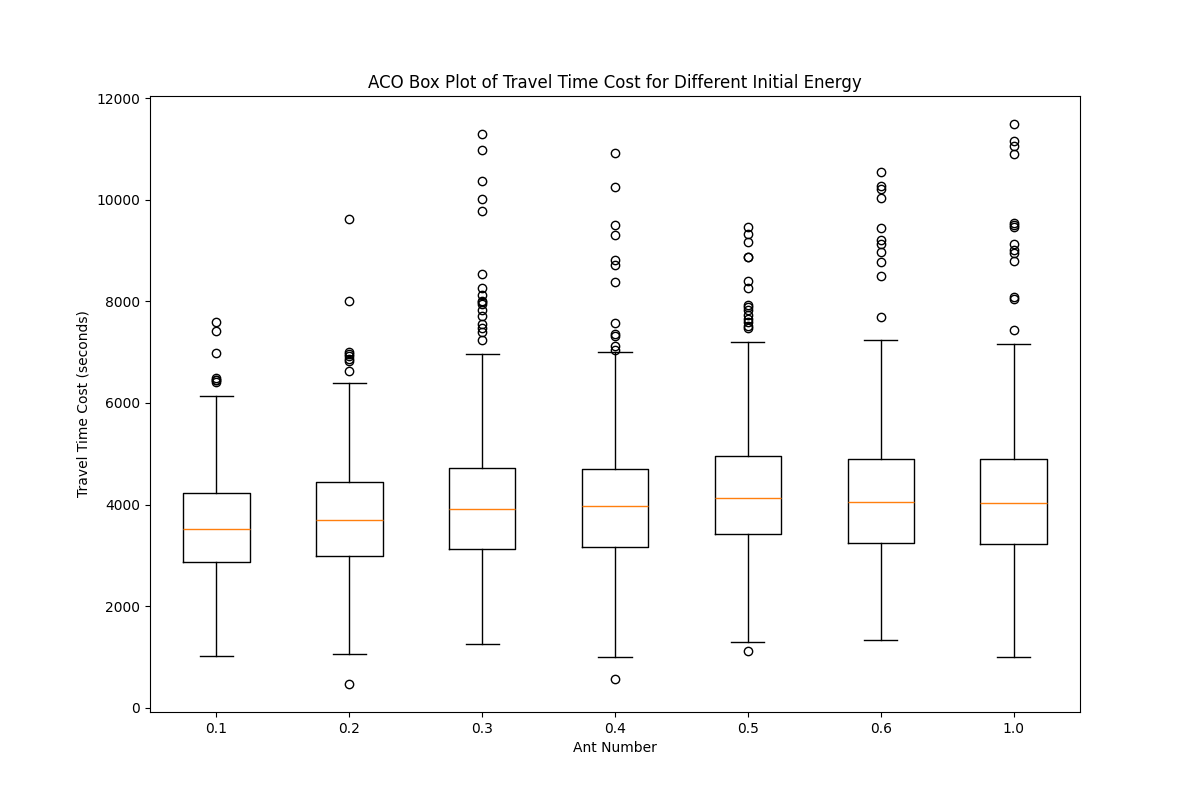 ACO Box Plot of Travel Time Cost for Different Initial Energy
12000
10000
8000
6000
4000
2000
0
Travel Time Cost (seconds)
0.1 0.2 0.3 0.4 0.5 0.6 1.0
Ant Number